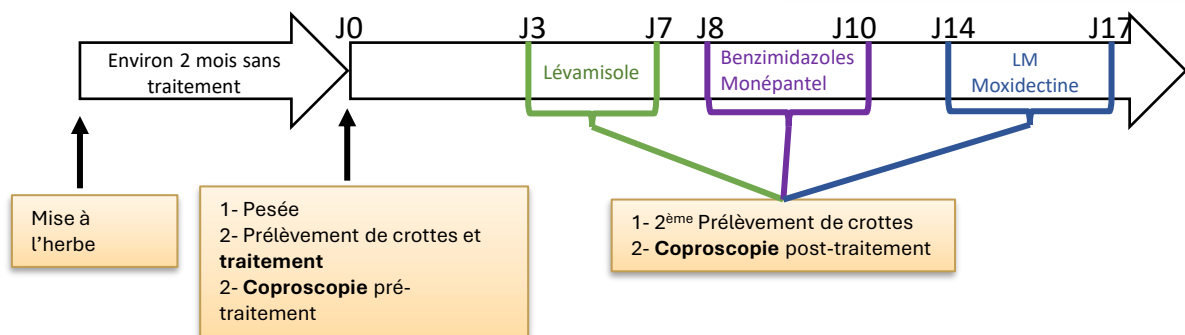 J0
J3
J7
J8
J10
J14
J17
Environ 2 mois sans
traitement
Lévamisole
Benzimidazoles
Monépantel
LM
Moxidectine
Mise à
l’herbe
1- Pesée
2- Prélèvement de crottes et
traitement
2- Coproscopie pré-
traitement
1- 2ème Prélèvement de crottes
2- Coproscopie post-traitement